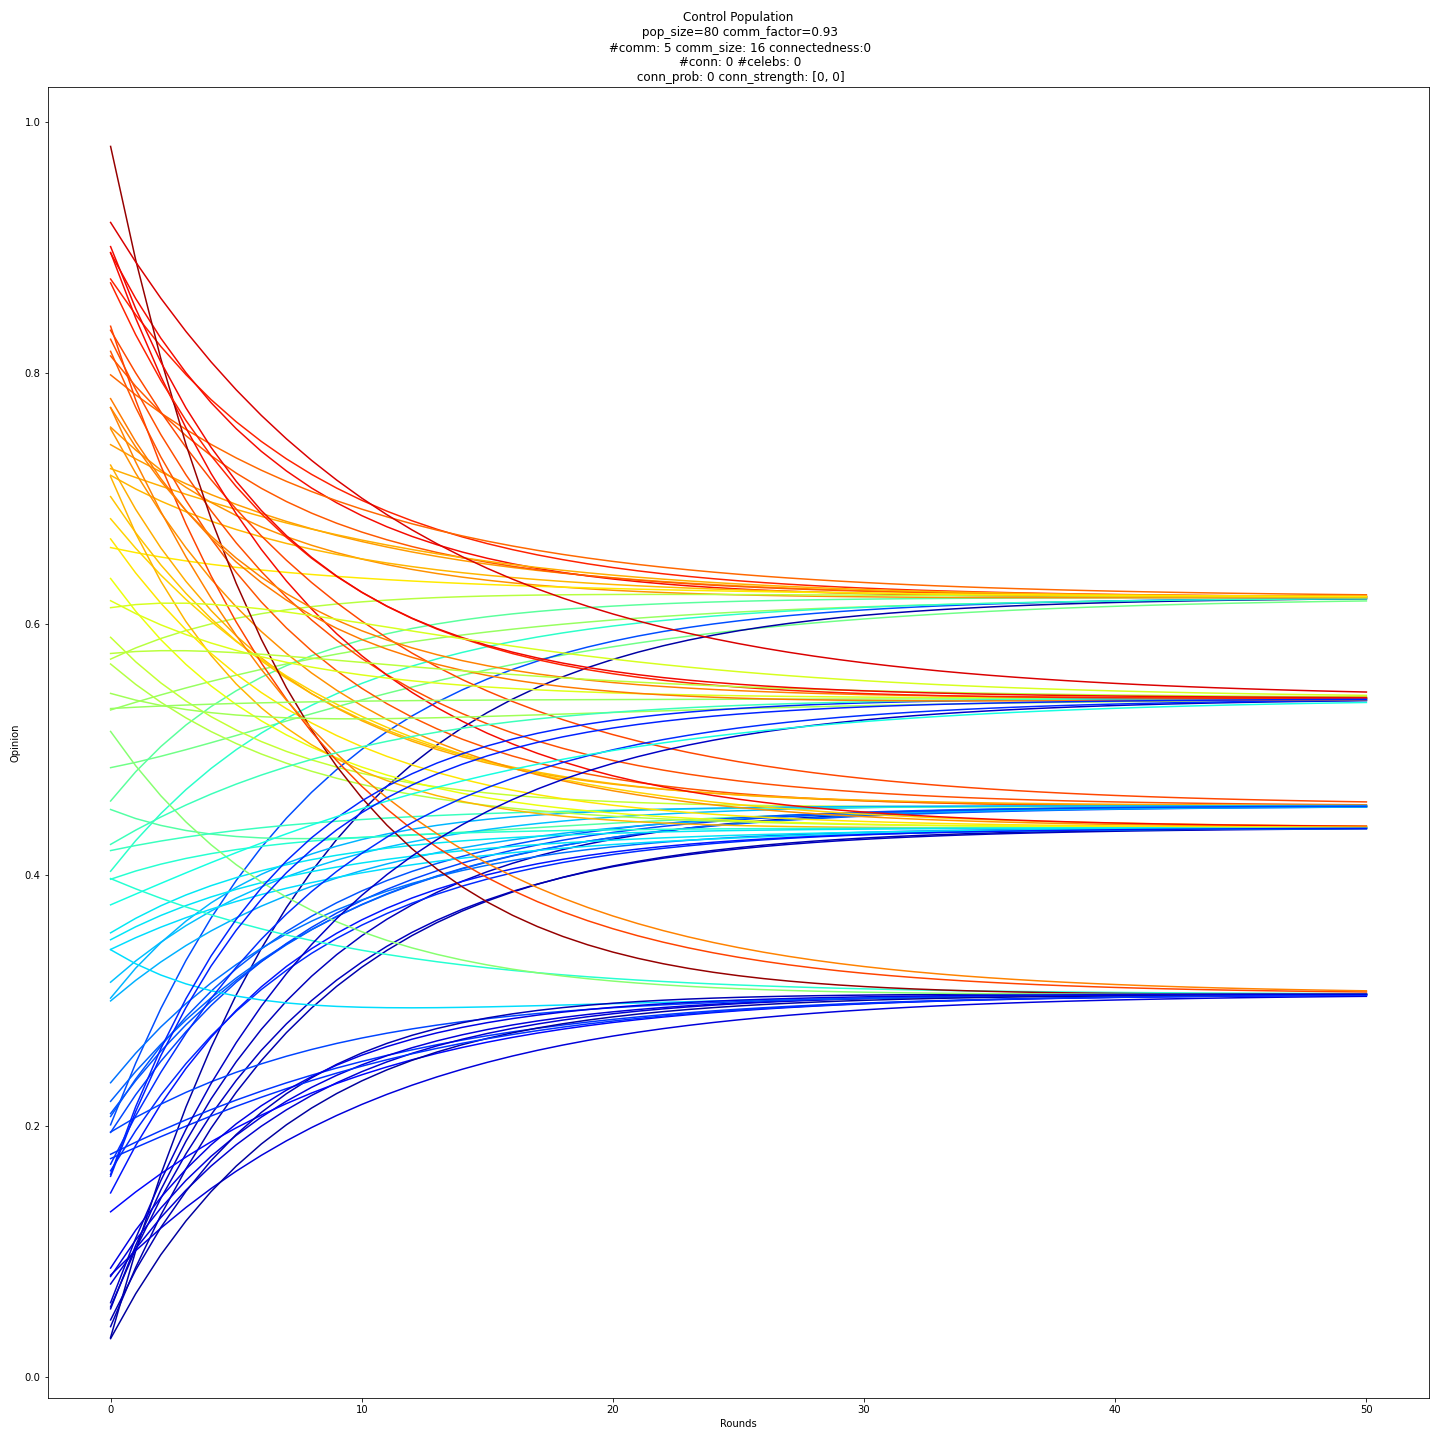 Control Population
pop_size=80 comm_factor=0.93
#comm: 5 comm_size: 16 connectedness:0
#conn: 0 #celebs: 0
conn_prob: 0 conn_strength: [0, 0]
1.0
0.8
0.6
Opinion
0.4
0.2
0.0
0 10 20 30 40 50
Rounds